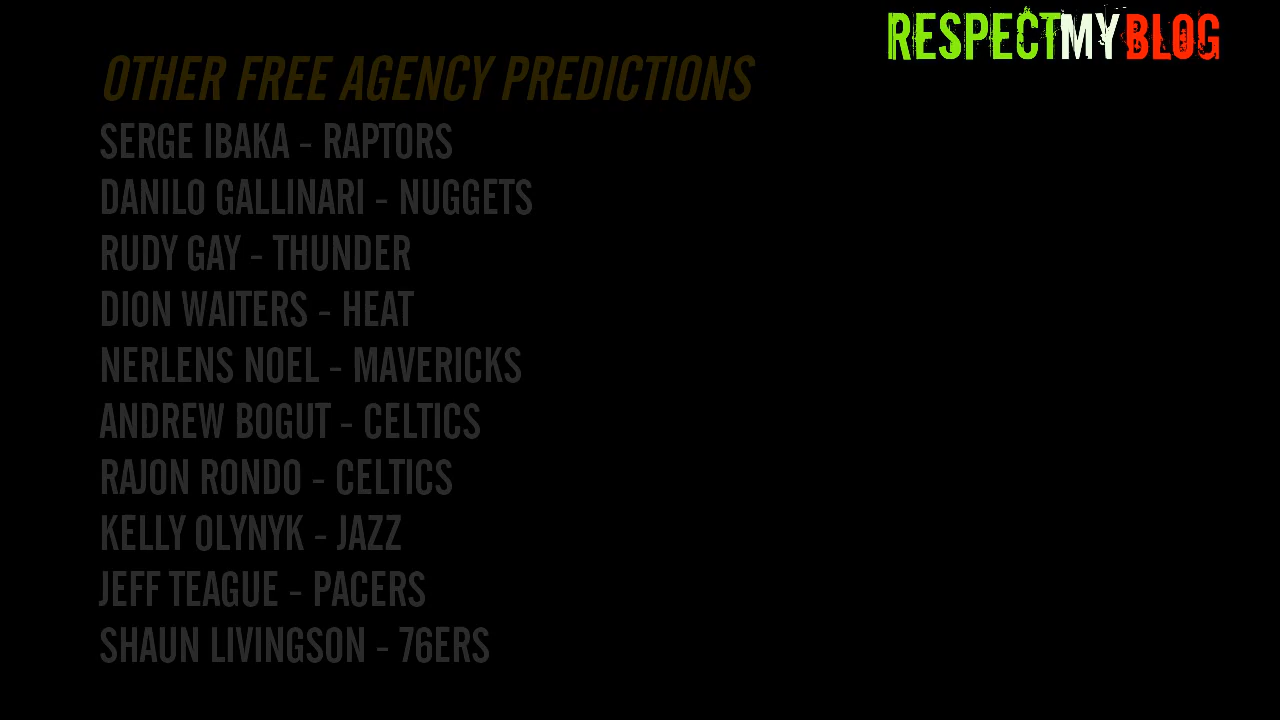 RESPECTMYBLOG
OTHER FREE AGENCY PREDICTIONS
SERGE IBAKA - RAPTORS
DANILO GALLINARI - NUGGETS
RUDY GAY - THUNDER
DION WAITERS - HEAT
NERLENS NOEL - MAVERICKS
ANDREW BOGUT - CELTICS
RAJON RONDO - CELTICS
KELLY OLYNYK - JAZZ
JEFF TEAGUE - PACERS
SHAUN LIVINGSON - 76ERS